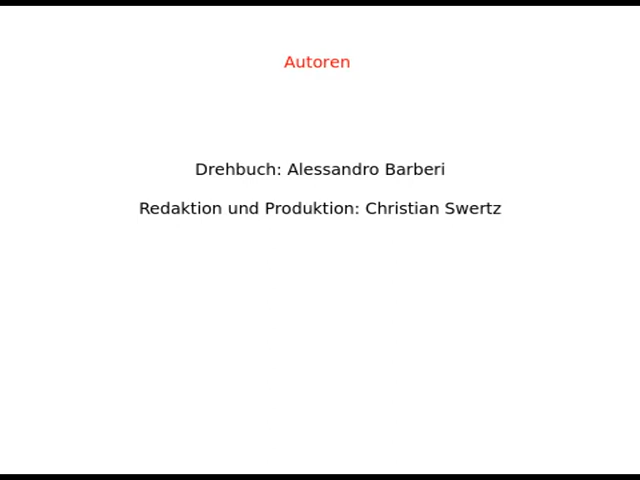 Autoren
Drehbuch: Alessandro Barberi
Redaktion und Produktion: Christian Swertz